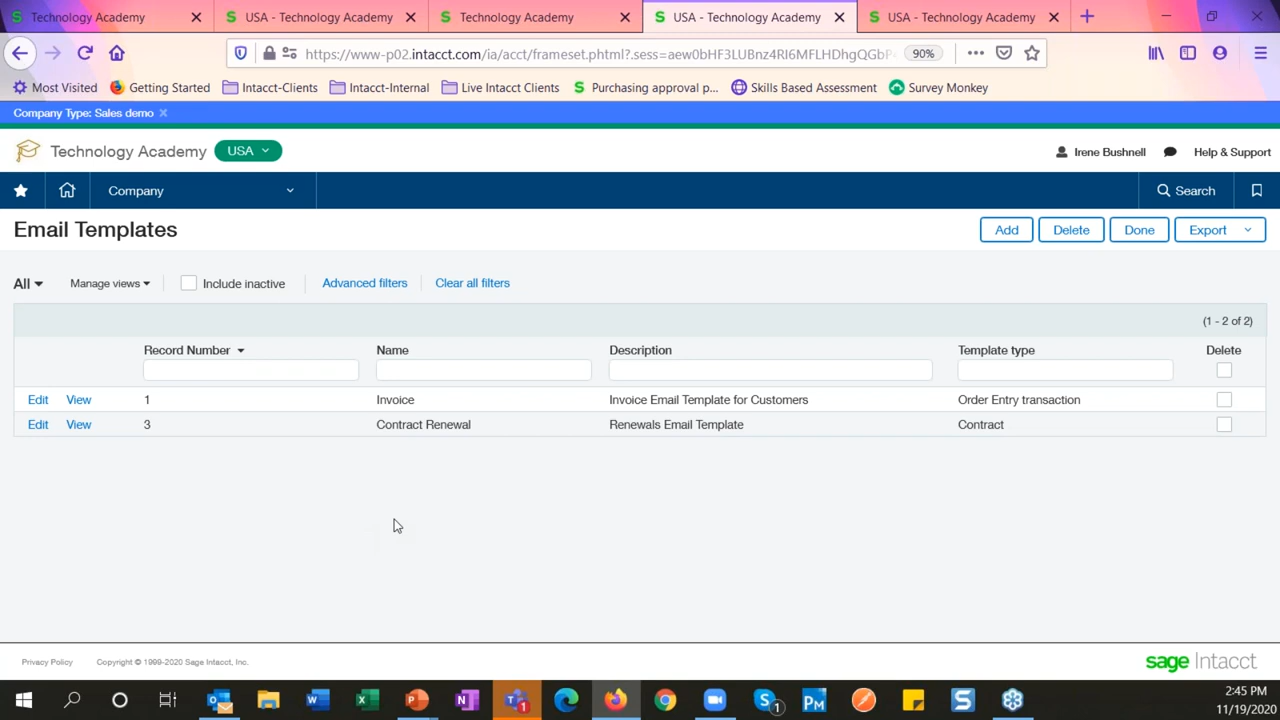 Technology Academy
USA - Technology Academy
Technology Academy
USA - Technology Academy
USA - Technology Academy
https://www-p02.intacct.com/ia/acct/frameset.phtml?.sess=aew0bHF3LUBnz4Rl6MFLHDhgQGbP
90%
Most Visited
Getting Started
Intacct-Clients
Intacct-Internal
Live Intacct Clients
Purchasing approval p...
Skills Based Assessment
Survey Monkey
Company Type: Sales demo
Technology Academy
USA
Irene Bushnell
Help & Support
Company
Search
Email Templates
Add
Delete
Done
Export
All
Manage views
Include inactive
Advanced filters
Clear all filters
(1 - 2 of 2)
Record Number
Name
Description
Template type
Delete
Edit View 1 Invoice Invoice Email Template for Customers Order Entry transaction
Edit View 3 Contract Renewal Renewals Email Template Contract
Privacy Policy
Copyright © 1999-2020 Sage Intacct, Inc.
sage Intacct
2:45 PM
11/19/2020